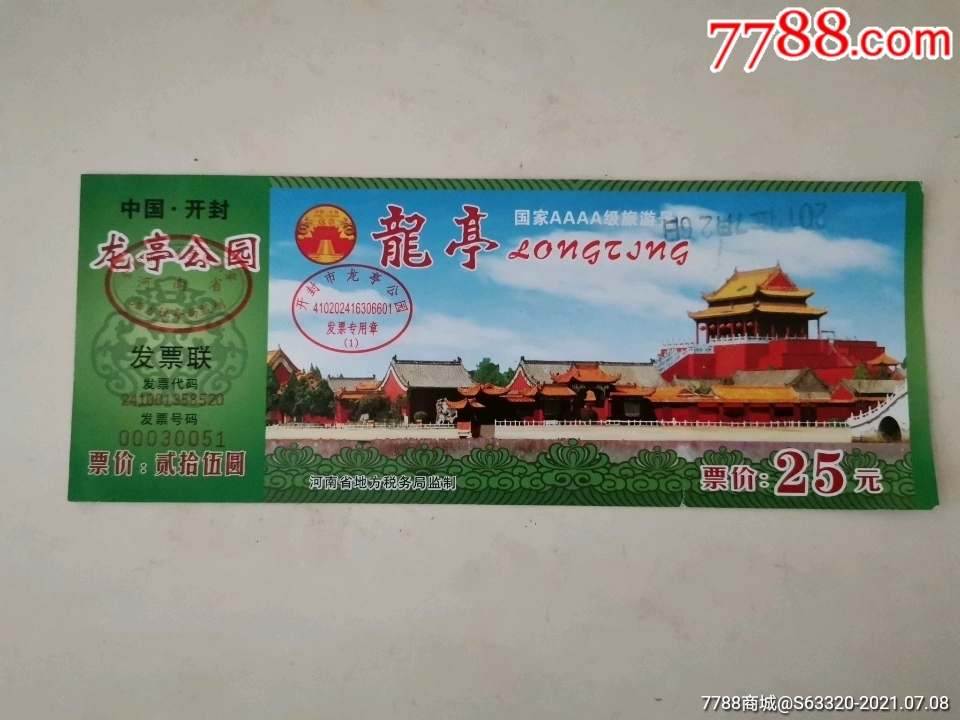 7788.com
中国·开封
龙亭公园
河南省
发票联
发票代码
241001353520
发票号码
00030051
票价：贰拾伍圆
龍亭
国家AAAA级旅游
LONGTING
开封市龙亭公园
410202416306601
发票专用章
(1)
河南省地方税务局监制
票价：25元
7788商城@S63320-2021.07.08